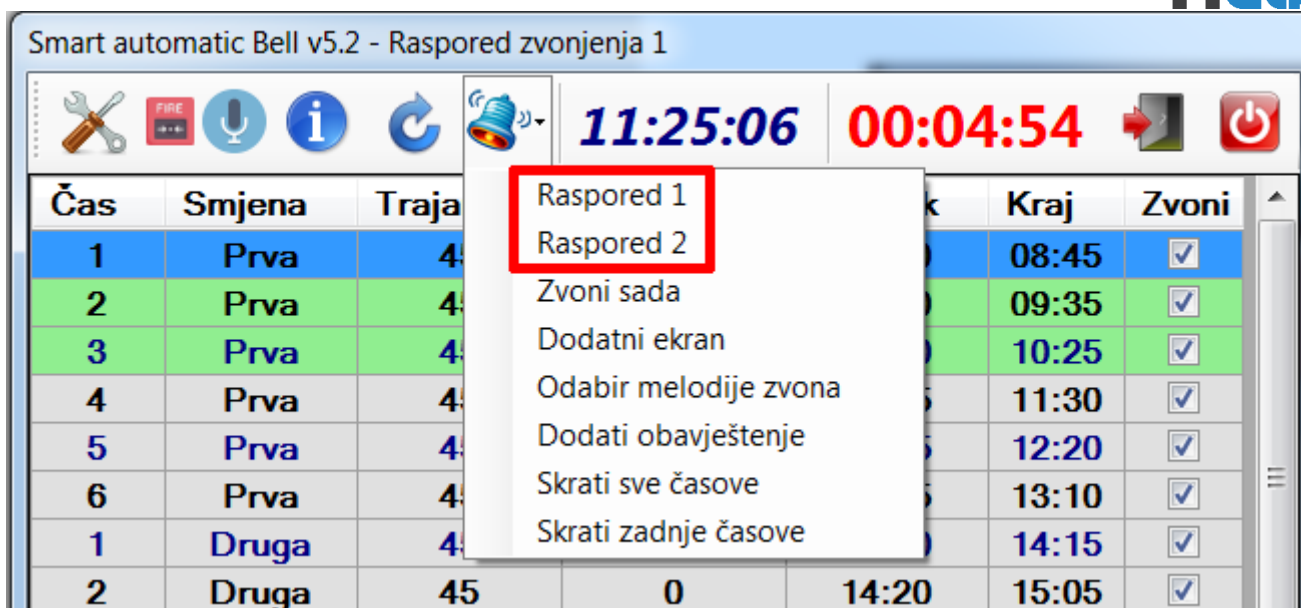 Smart automatic Bell v5.2 - Raspored zvonjenja 1
FIRE 11:25:06 00:04:54
Čas Smjena Kraj Zvoni
Raspored 1
Raspored 2
Zvoni sada
Dodatni ekran
Odabir melodije zvona
Dodati obavještenje
Skrati sve časove
Skrati zadnje časove
1 Prva 08:45
2 Prva 09:35
3 Prva 10:25
4 Prva 11:30
5 Prva 12:20
6 Prva 13:10
1 Druga 14:15
2 Druga 45 0 14:20 15:05